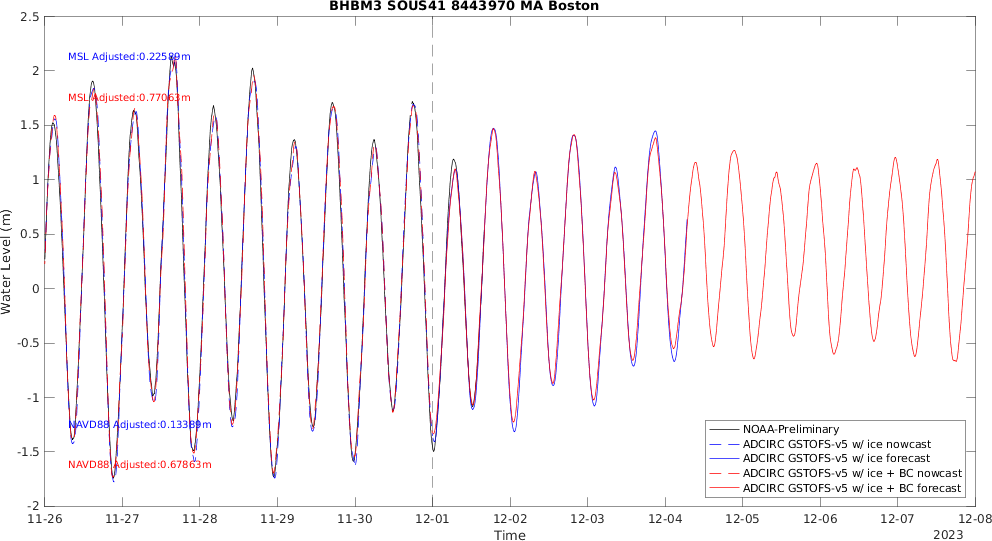 BHBM3 SOUS41 8443970 MA Boston
Water Level (m)
2.5
2
1.5
1
0.5
0
-0.5
-1
-1.5
-2
MSL Adjusted:0.22589m
MSL Adjusted:0.77063m
NAVD88 Adjusted:0.13389m
NAVD88 Adjusted:0.67863m
NOAA-Preliminary
ADCIRC GSTOFS-v5 w/ ice nowcast
ADCIRC GSTOFS-v5 w/ ice forecast
ADCIRC GSTOFS-v5 w/ ice + BC nowcast
ADCIRC GSTOFS-v5 w/ ice + BC forecast
11-26 11-27 11-28 11-29 11-30 12-01 12-02 12-03 12-04 12-05 12-06 12-07 12-08
Time
2023